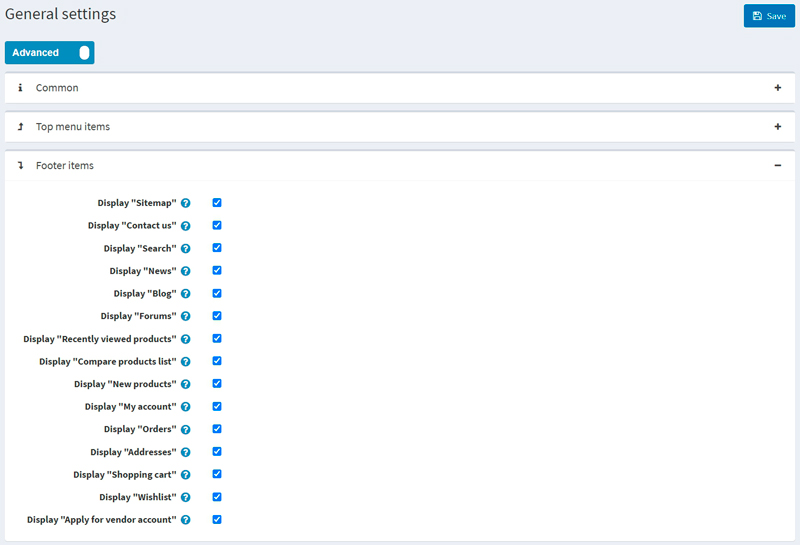 General settings
Save
Advanced
Common
Top menu items
Footer items
Display "Sitemap"
Display "Contact us"
Display "Search"
Display "News"
Display "Blog"
Display "Forums"
Display "Recently viewed products"
Display "Compare products list"
Display "New products"
Display "My account"
Display "Orders"
Display "Addresses"
Display "Shopping cart"
Display "Wishlist"
Display "Apply for vendor account"